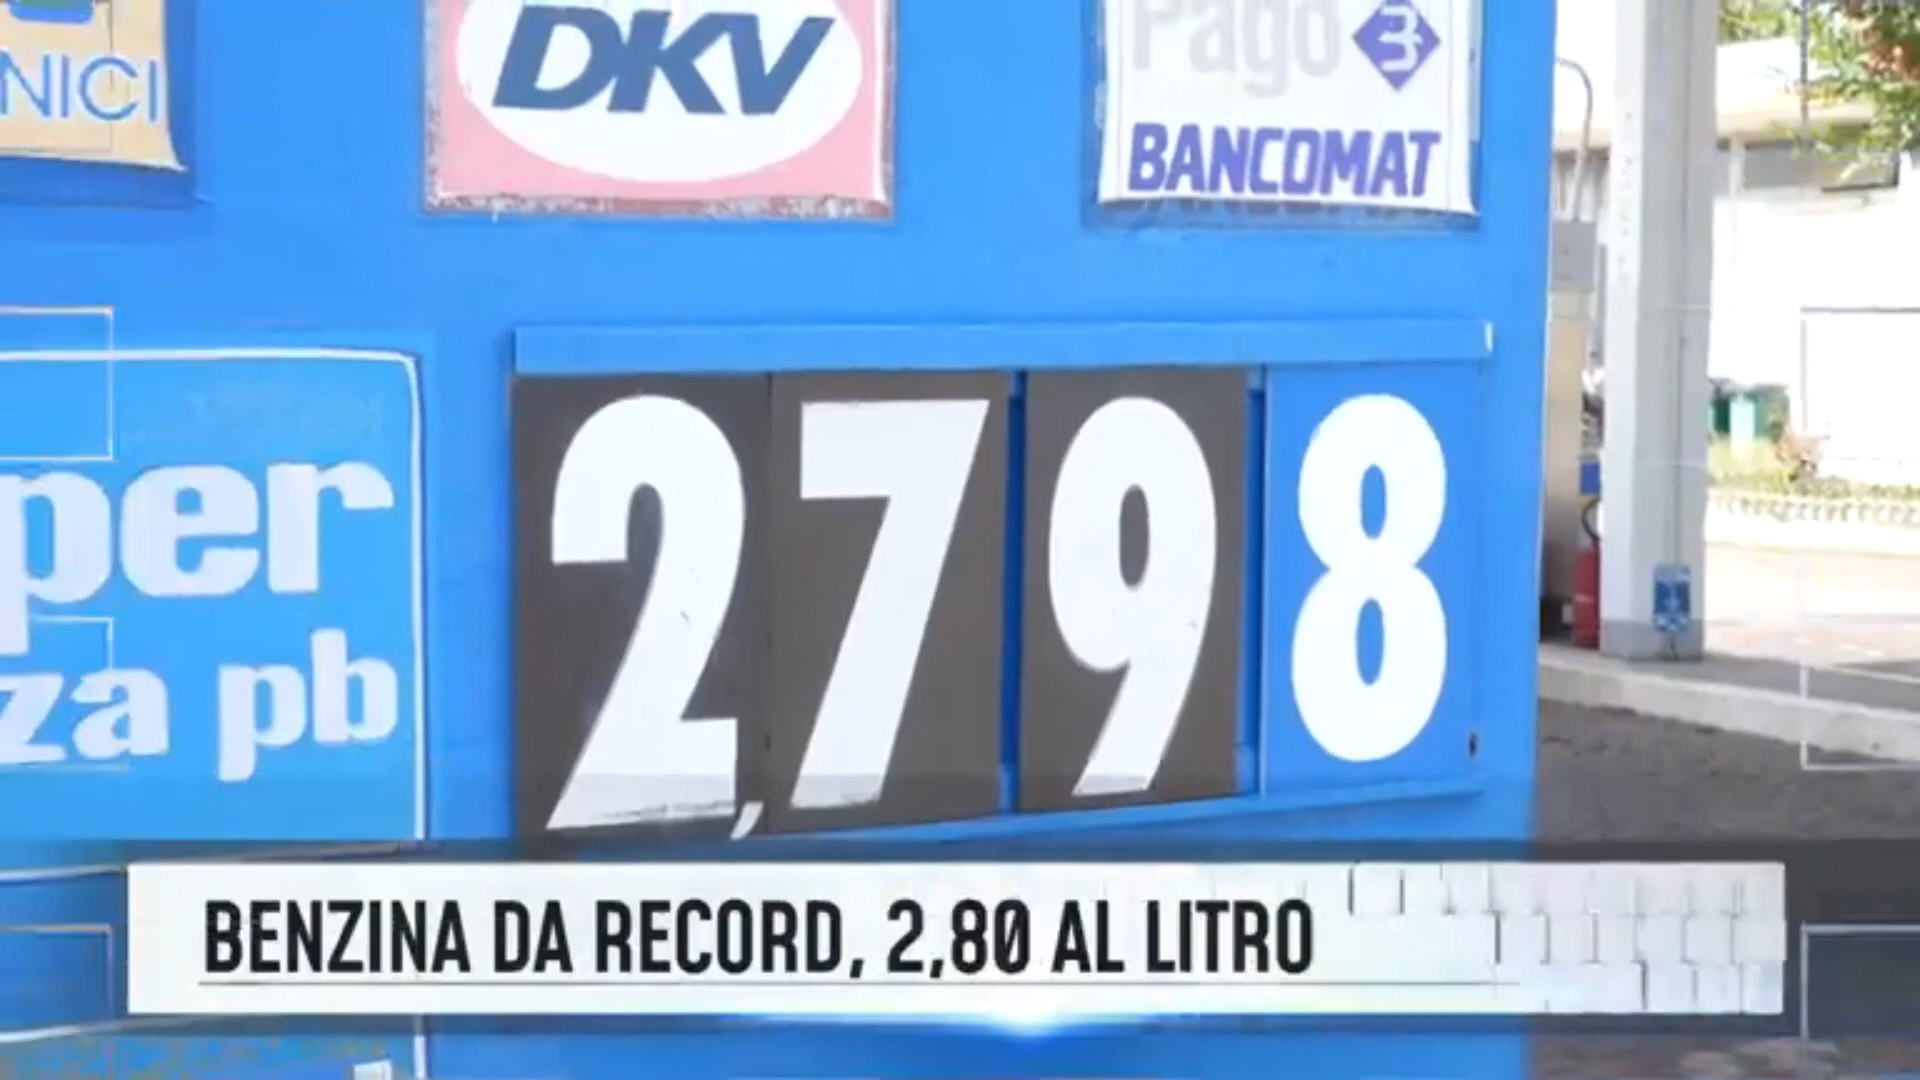 NICI
DKV
Pago
BANCOMAT
per
za pb
2,798
BENZINA DA RECORD, 2,80 AL LITRO